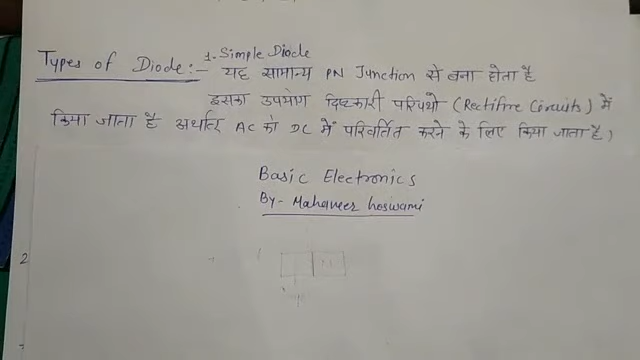 Types of Diode:- 1. Simple Diode
यह सामान्य PN Junction से बना होता है
इसका उपयोग दिष्टकारी परिपथो (Rectifire Circuits) में
किया जाता है अर्थात AC को DC में परिवर्तित करने के लिए किया जाता है)
Basic Electronics
By- Mahaveer Goswami
2